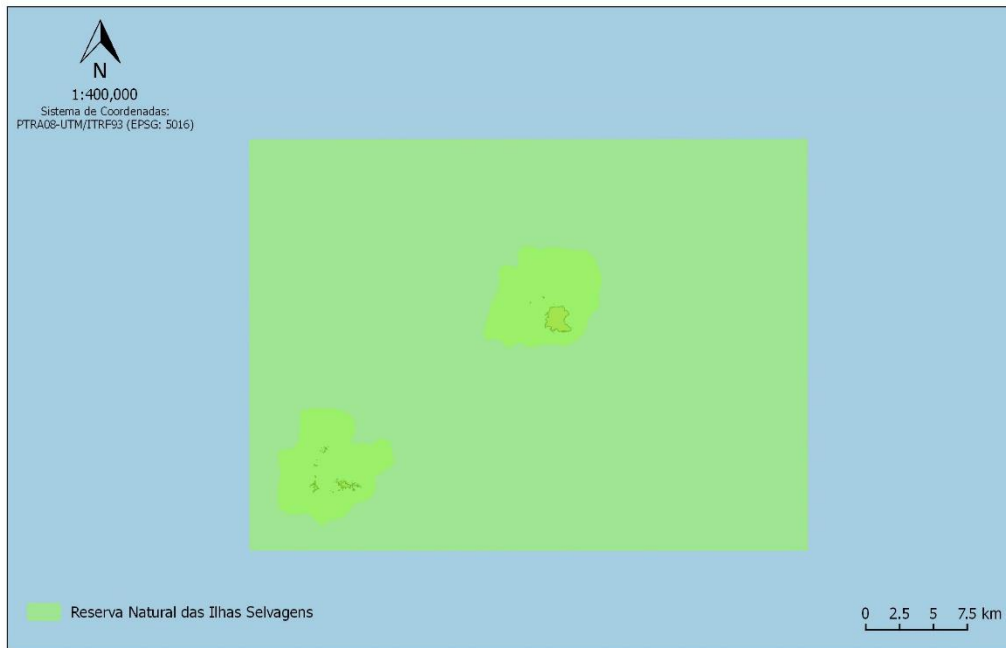 N
1:400,000
Sistema de Coordenadas:
PTRA08-UTM/ITRF93 (EPSG: 5016)
Reserva Natural das Ilhas Selvagens
0 2.5 5 7.5 km